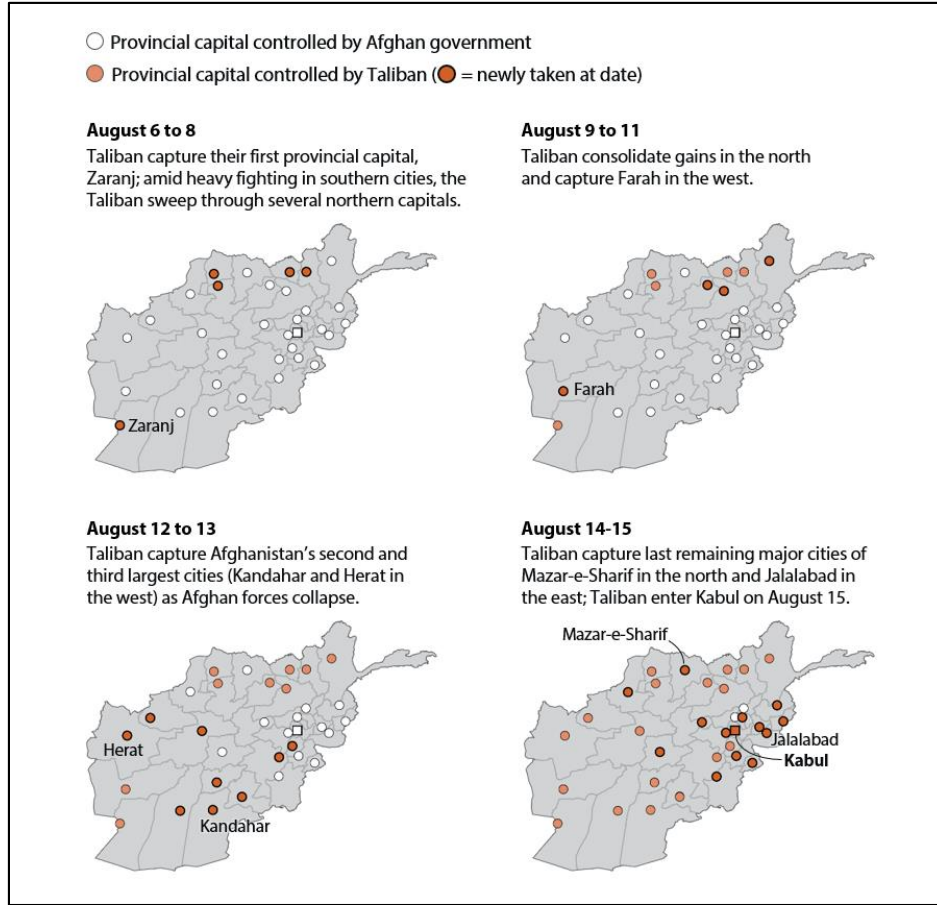 Provincial capital controlled by Afghan government
Provincial capital controlled by Taliban ( = newly taken at date)
August 6 to 8
Taliban capture their first provincial capital,
Zaranj; amid heavy fighting in southern cities, the
Taliban sweep through several northern capitals.
Zaranj
August 9 to 11
Taliban consolidate gains in the north
and capture Farah in the west.
Farah
August 12 to 13
Taliban capture Afghanistan’s second and
third largest cities (Kandahar and Herat in
the west) as Afghan forces collapse.
Herat
Kandahar
August 14-15
Taliban capture last remaining major cities of
Mazar-e-Sharif in the north and Jalalabad in
the east; Taliban enter Kabul on August 15.
Mazar-e-Sharif
Jalalabad
Kabul